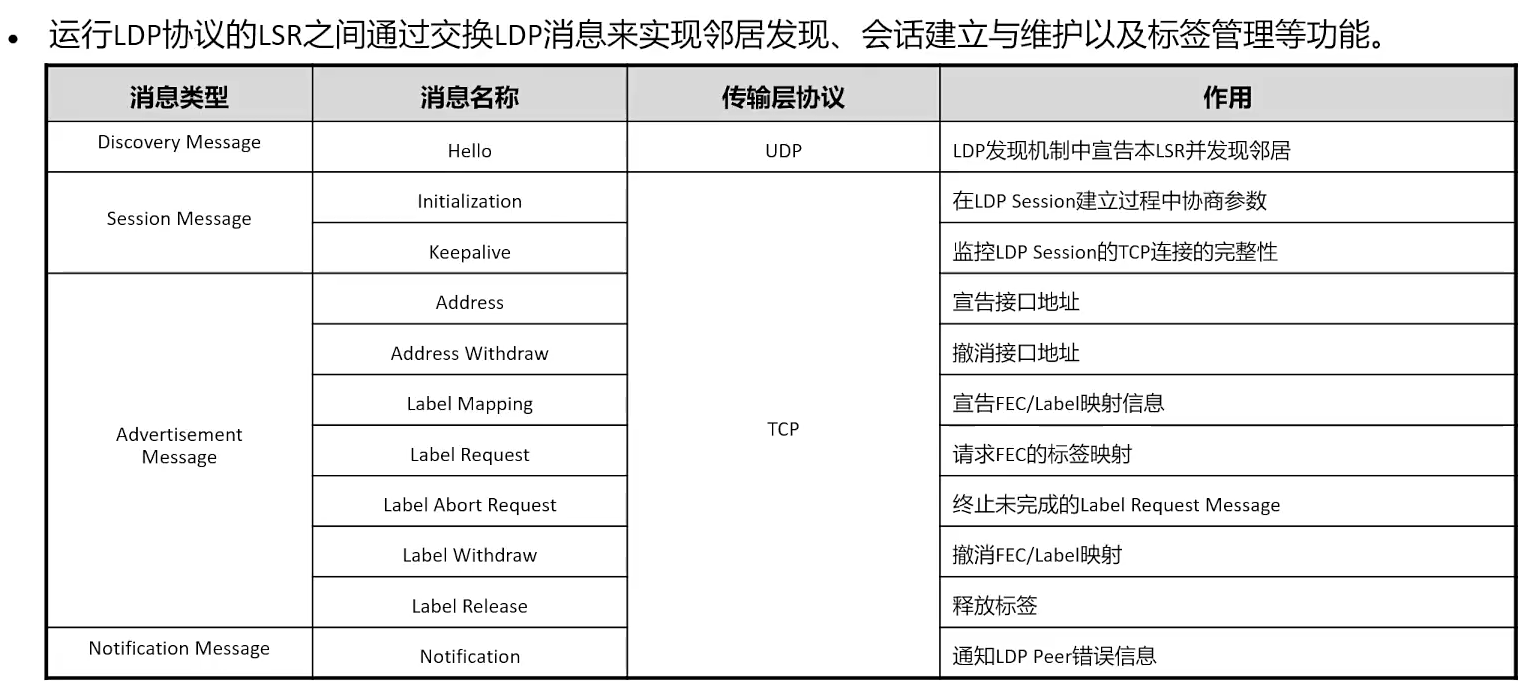 • 运行LDP协议的LSR之间通过交换LDP消息来实现邻居发现、会话建立与维护以及标签管理等功能。
消息类型 消息名称 传输层协议 作用
Discovery Message Hello UDP LDP发现机制中宣告本LSR并发现邻居
Session Message Initialization TCP 在LDP Session建立过程中协商参数
Keepalive 监控LDP Session的TCP连接的完整性
Advertisement Message Address 宣告接口地址
Address Withdraw 撤消接口地址
Label Mapping 宣告FEC/Label映射信息
Label Request 请求FEC的标签映射
Label Abort Request 终止未完成的Label Request Message
Label Withdraw 撤消FEC/Label映射
Label Release 释放标签
Notification Message Notification 通知LDP Peer错误信息